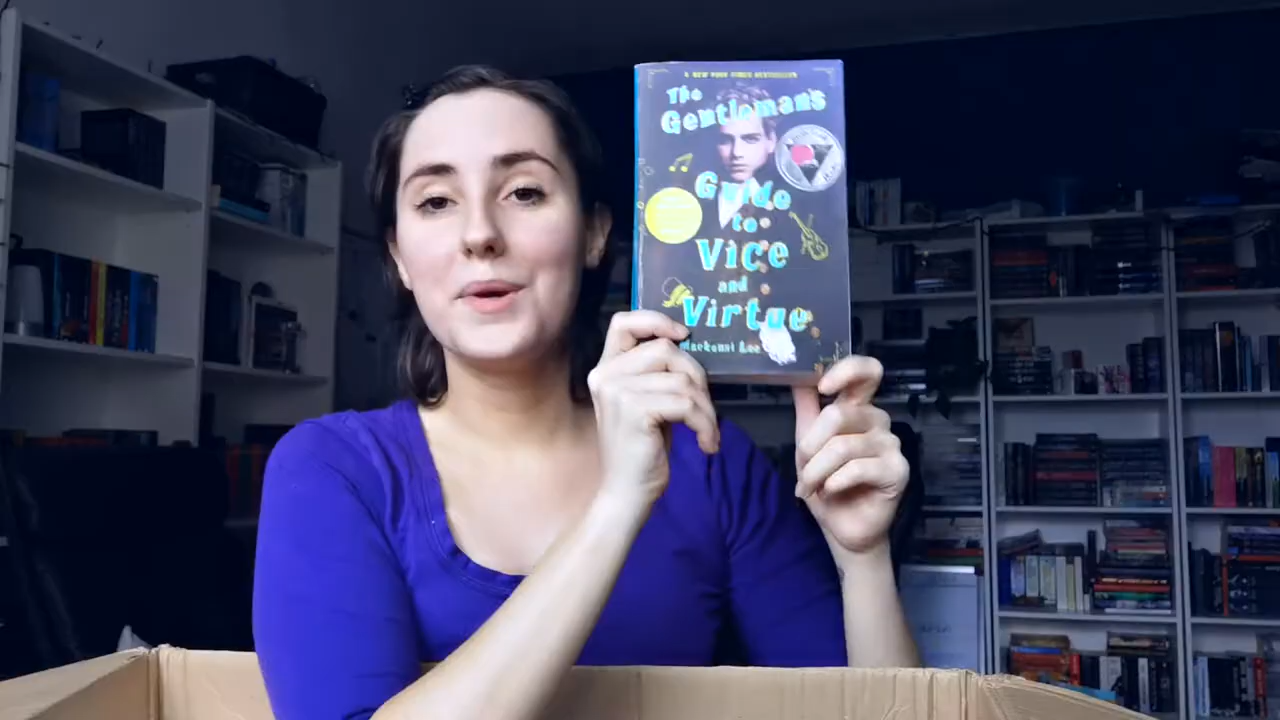 A NEW YORK TIMES BESTSELLER
The
Gentleman's
Guide
to
Vice
and
Virtue
Mackenzi Lee